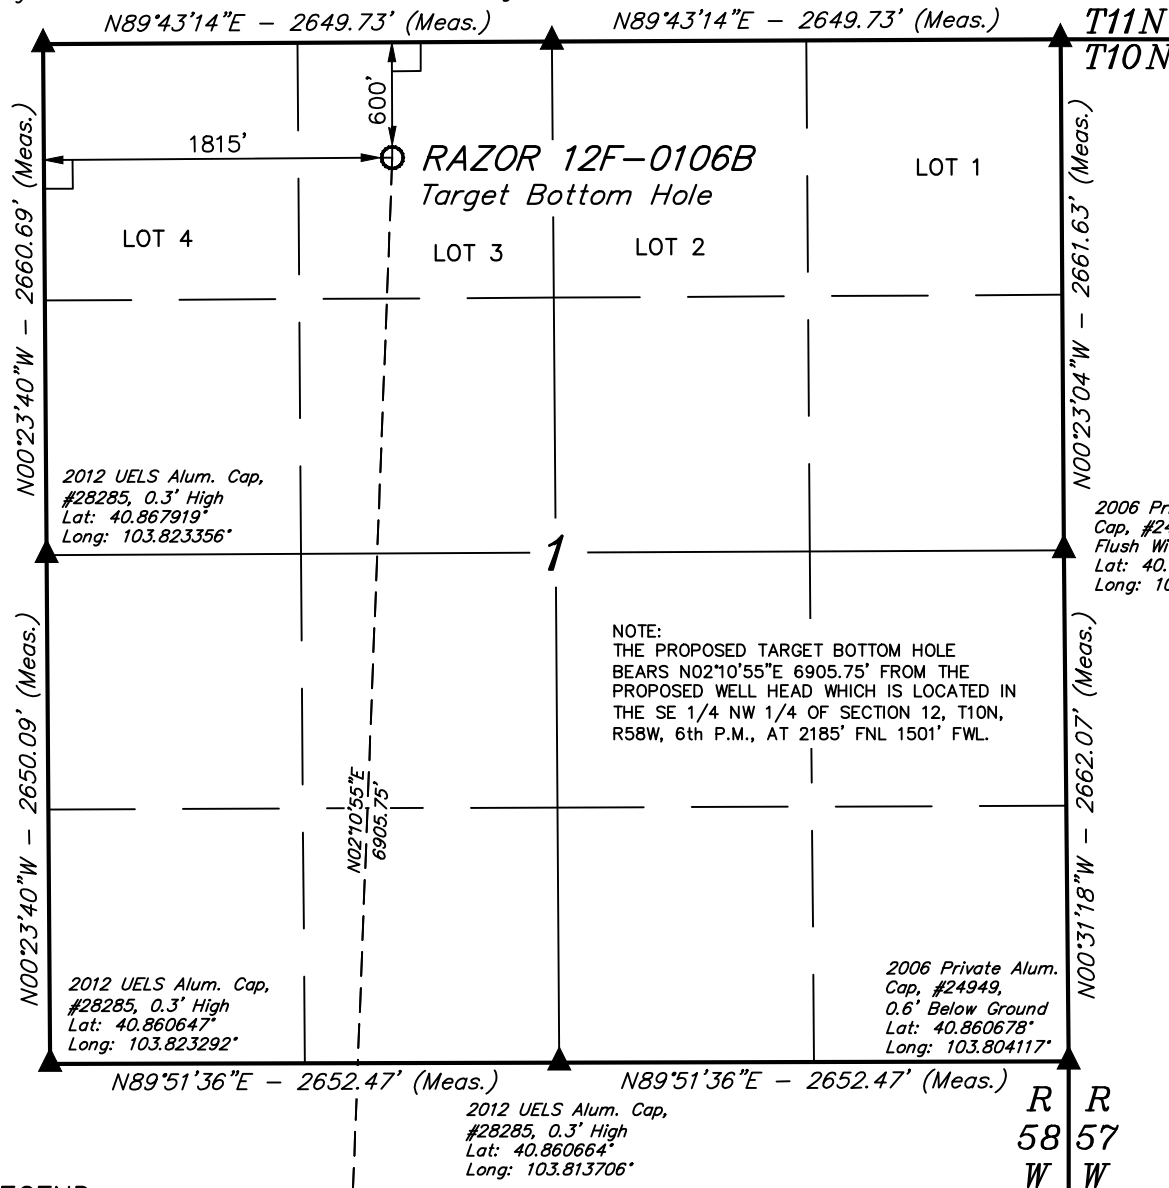 N89°43'14"E - 2649.73' (Meas.)
N89°43'14"E - 2649.73' (Meas.)
T11N
T10N
600'
1815'
RAZOR 12F-0106B
Target Bottom Hole
LOT 1
LOT 4
LOT 3
LOT 2
N00°23'40"W - 2660.69' (Meas.)
N00°23'04"W - 2661.63' (Meas.)
2012 UELS Alum. Cap,
#28285, 0.3' High
Lat: 40.867919°
Long: 103.823356°
1
2006
Cap,
Flush
Lat: 40.
Long:
NOTE:
THE PROPOSED TARGET BOTTOM HOLE
BEARS N02°10'55"E 6905.75' FROM THE
PROPOSED WELL HEAD WHICH IS LOCATED IN
THE SE 1/4 NW 1/4 OF SECTION 12, T10N,
R58W, 6th P.M., AT 2185' FNL 1501' FWL.
N00°23'40"W - 2650.09' (Meas.)
N02°10'55"E
6905.75'
N00°31'18"W - 2662.07' (Meas.)
2012 UELS Alum. Cap,
#28285, 0.3' High
Lat: 40.860647°
Long: 103.823292°
2006 Private Alum.
Cap, #24949,
0.6' Below Ground
Lat: 40.860678°
Long: 103.804117°
N89°51'36"E - 2652.47' (Meas.)
N89°51'36"E - 2652.47' (Meas.)
2012 UELS Alum. Cap,
#28285, 0.3' High
Lat: 40.860664°
Long: 103.813706°
R R
58 57
W W